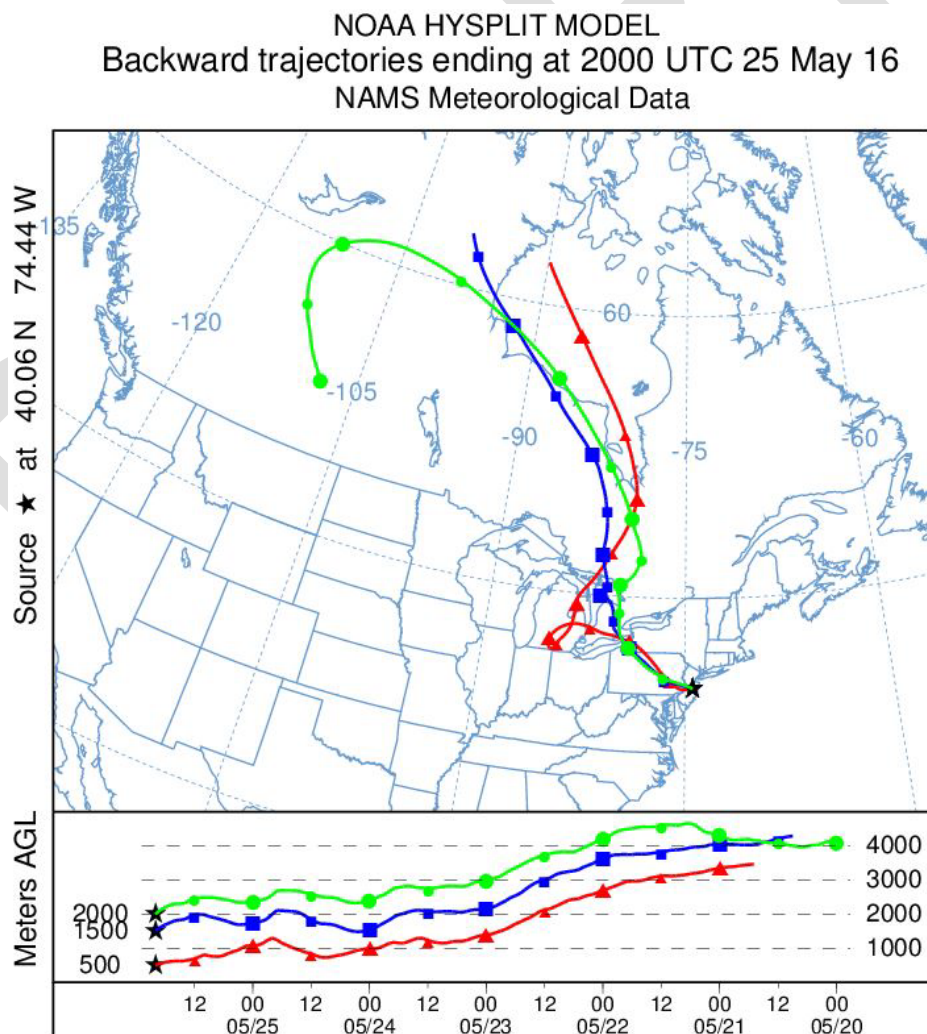 NOAA HYSPLIT MODEL
Backward trajectories ending at 2000 UTC 25 May 16
NAMS Meteorological Data
Source ★ at 40.06 N 74.44 W
135
-120
-105
-90
60
-75
-60
Meters AGL
2000
1500
500
4000
3000
2000
1000
12 00 12 00 12 00 12 00 12 00 12 00
05/25 05/24 05/23 05/22 05/21 05/20